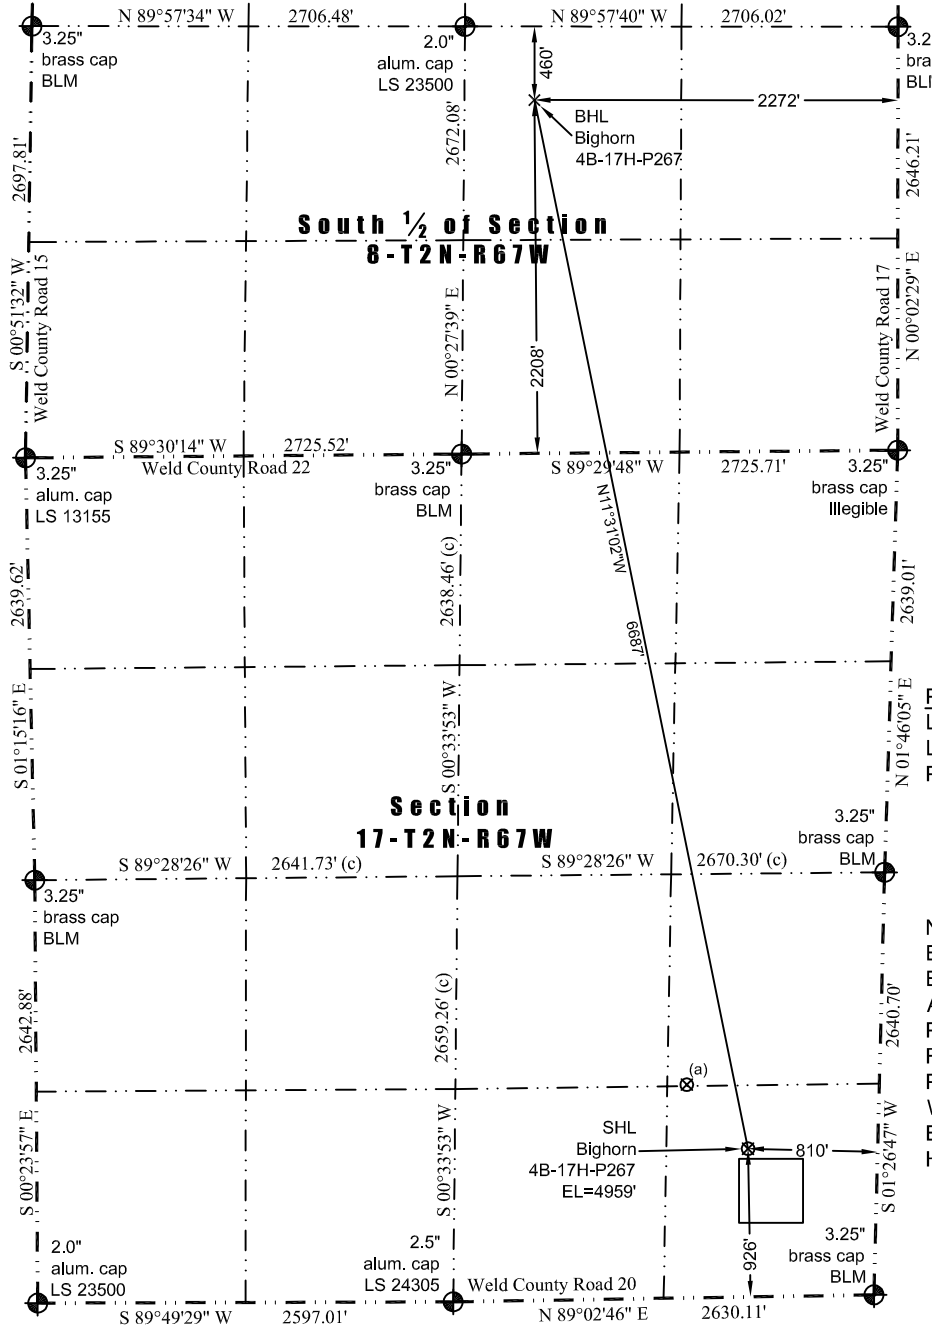 N 89°57'34" W 2706.48' N 89°57'40" W 2706.02'
3.25"
brass cap
BLM
2.0"
alum. cap
LS 23500
460'
2272'
BHL
Bighorn
4B-17H-P267
2697.81'
2672.08'
2646.21'
South ½ of Section
8-T2N-R67W
S 00°51'32" W
Weld County Road 15
N 00°27'39" E
2208'
Weld County Road 17
N 00°02'29" E
S 89°30'14" W 2725.52'
Weld County Road 22
S 89°29'48" W 2725.71'
3.25"
alum. cap
LS 13155
3.25"
brass cap
BLM
3.25"
brass cap
Illegible
N11°31'02"W
6687'
2639.62'
2638.46' (c)
2639.01'
S 01°15'16" E
S 00°33'53" W
N 01°46'05" E
Section
17-T2N-R67W
3.25"
brass cap
BLM
S 89°28'26" W 2641.73' (c) S 89°28'26" W 2670.30' (c)
3.25"
brass cap
BLM
2642.88'
2659.26' (c)
2640.70'
(a)
SHL
Bighorn
4B-17H-P267
EL=4959'
810'
926'
S 00°23'57" E
S 00°33'53" W
S 01°26'47" W
2.0"
alum. cap
LS 23500
2.5"
alum. cap
LS 24305
3.25"
brass cap
BLM
Weld County Road 20
S 89°49'29" W 2597.01' N 89°02'46" E 2630.11'